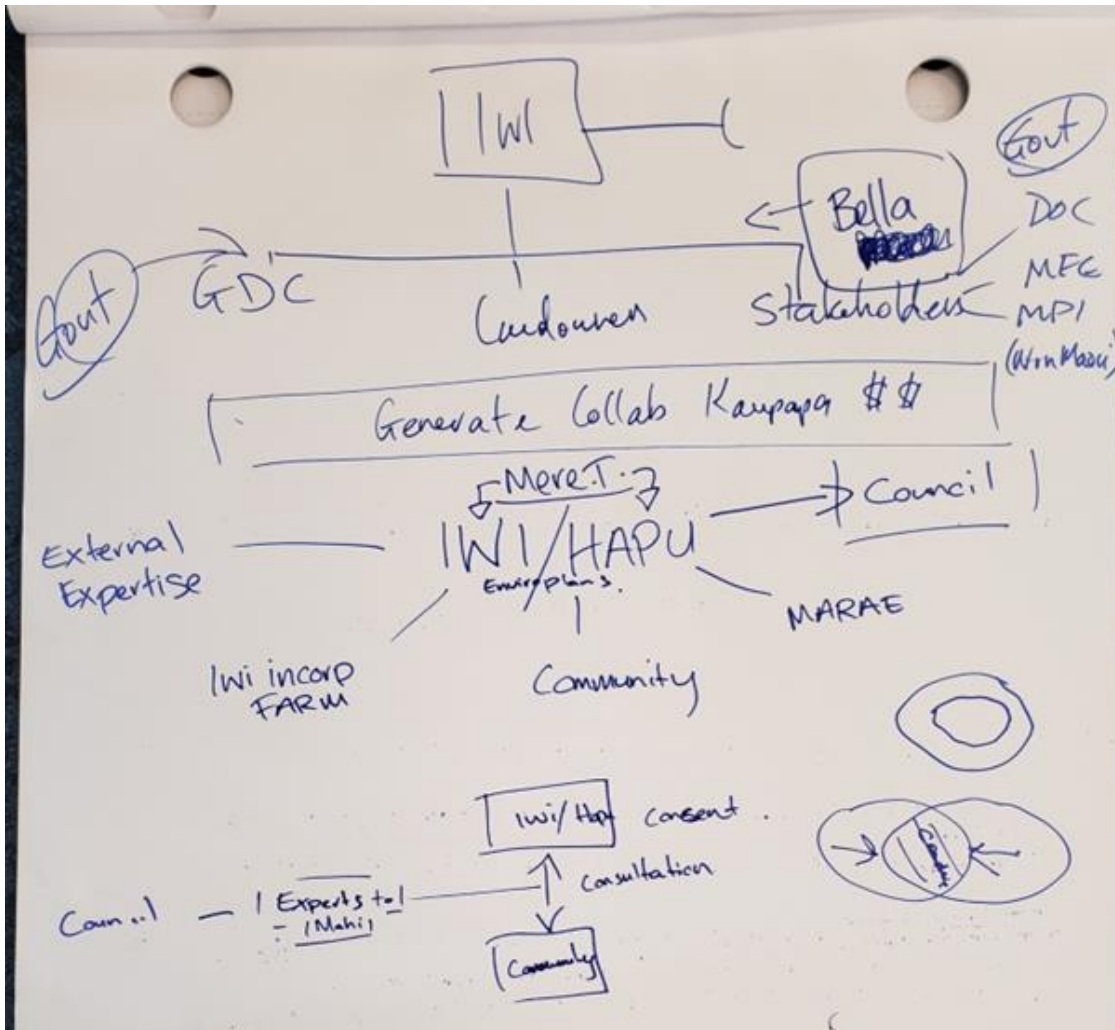 IWI
Govt
Bella
DOC
Govt
GDC
MFE
Landowner
Stakeholders
MPI
Generate Collab Kaupapa $$
Mere.T.
External
Expertise
IWI/HAPU
Council
Enviroplans.
MARAE
Iwi incorp
FARM
Community
Iwi/Hapu consent.
Consultation
Council
Experts to
Mahi
Community